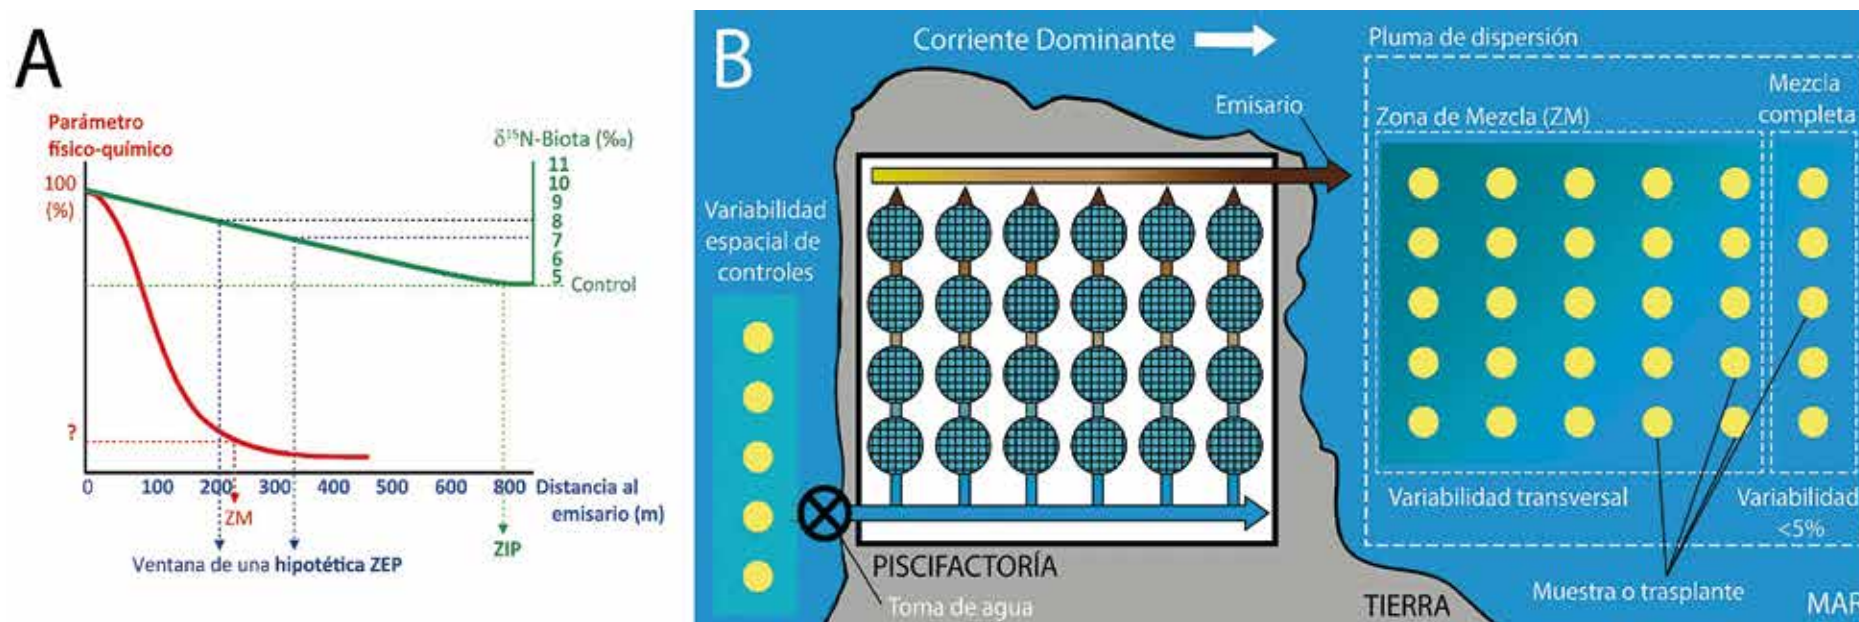 A
Parámetro
físico-químico
100
(%)
?
δ¹⁵N-Biota (‰)
11
10
9
8
7
6
5
Control
0 100 200 300 400 500 600 800 Distancia al
emisario (m)
ZM
ZIP
Ventana de una hipotética ZEP
B
Corriente Dominante
Pluma de dispersión
Emisario
Zona de Mezcla (ZM)
Mezcla
completa
Variabilidad
espacial de
controles
Variabilidad transversal
Variabilidad
<5%
PISCIFACTORÍA
Toma de agua
Muestra o trasplante
TIERRA
MAR